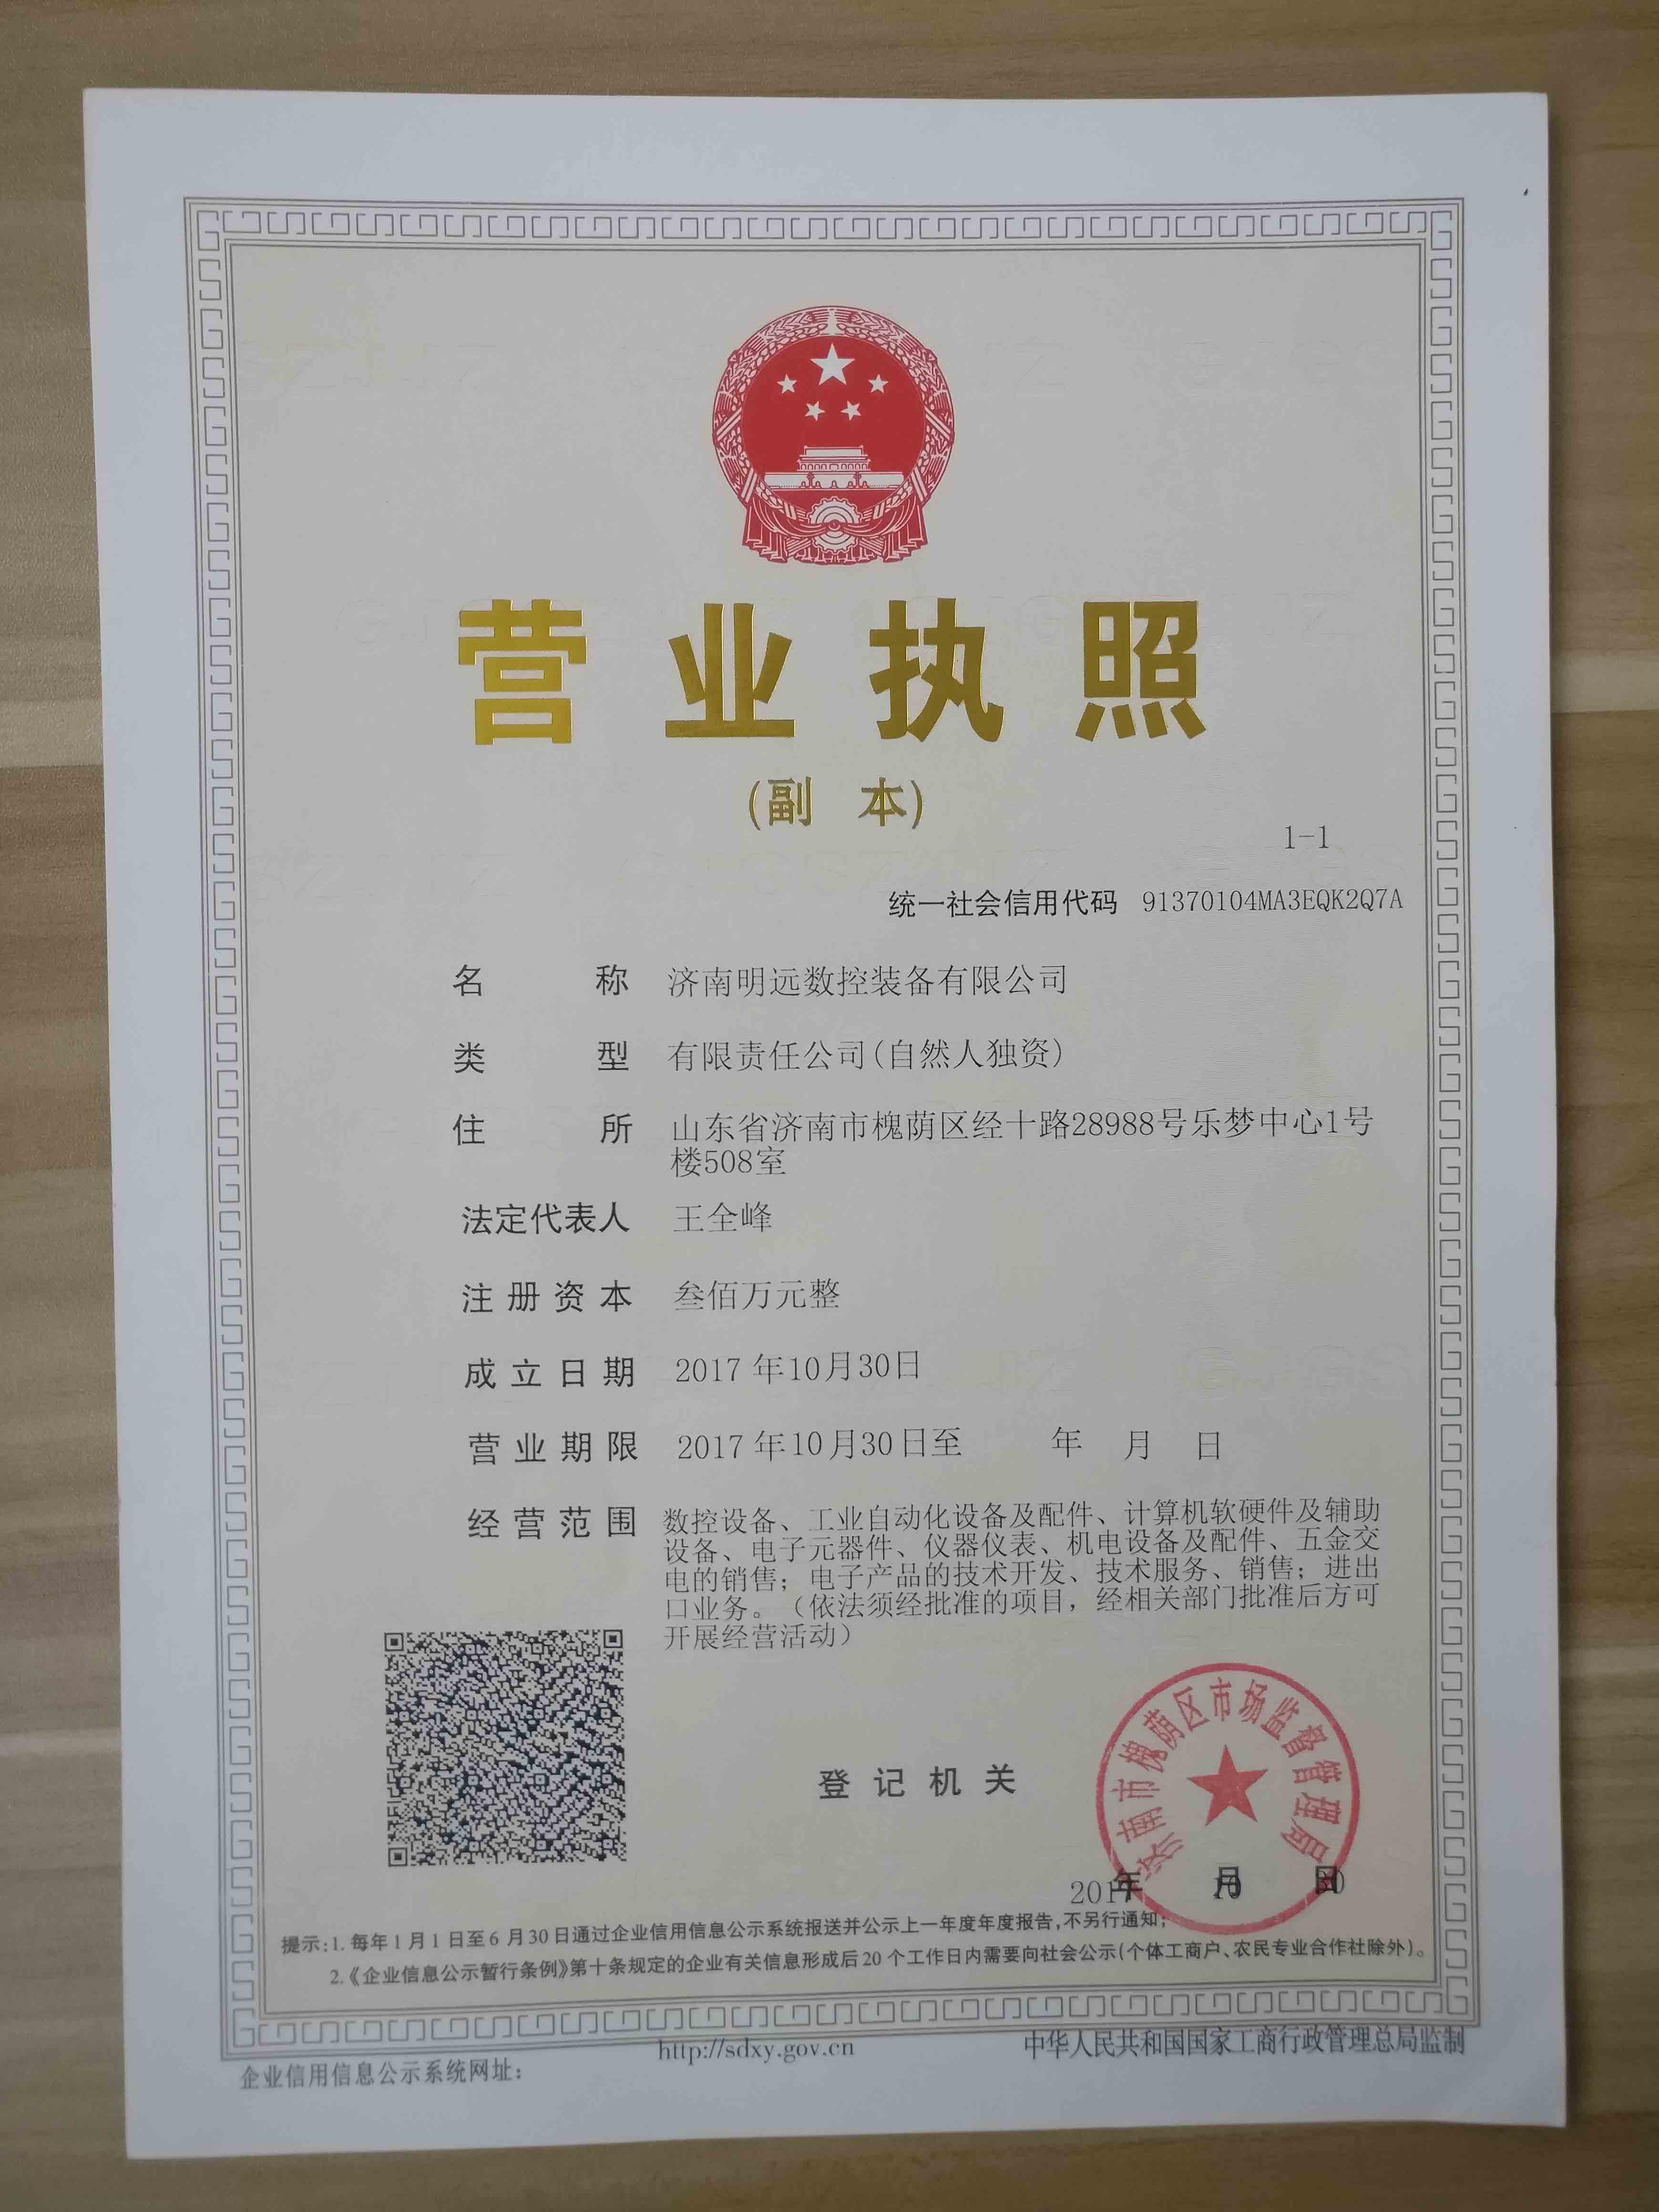 营业执照
(副 本)
1-1
统一社会信用代码 91370104MA3EQK2Q7A
名 称 济南明远数控装备有限公司
类 型 有限责任公司(自然人独资)
住 所 山东省济南市槐荫区经十路28988号乐梦中心1号
楼508室
法定代表人 王全峰
注册资本 叁佰万元整
成立日期 2017年10月30日
营业期限 2017年10月30日至 年 月 日
经营范围 数控设备、工业自动化设备及配件、计算机软硬件及辅助
设备、电子元器件、仪器仪表、机电设备及配件、五金交
电的销售；电子产品的技术开发、技术服务、销售；进出
口业务。（依法须经批准的项目，经相关部门批准后方可
开展经营活动）
济南市槐荫区市场监督管理局
登记机关
2017年 10月 30日
提示:1.每年1月1日至6月30日通过企业信用信息公示系统报送并公示上一年度年度报告,不另行通知;
2.《企业信息公示暂行条例》第十条规定的企业有关信息形成后20个工作日内需要向社会公示(个体工商户、农民专业合作社除外)。
企业信用信息公示系统网址: http://sdxy.gov.cn 中华人民共和国国家工商行政管理总局监制